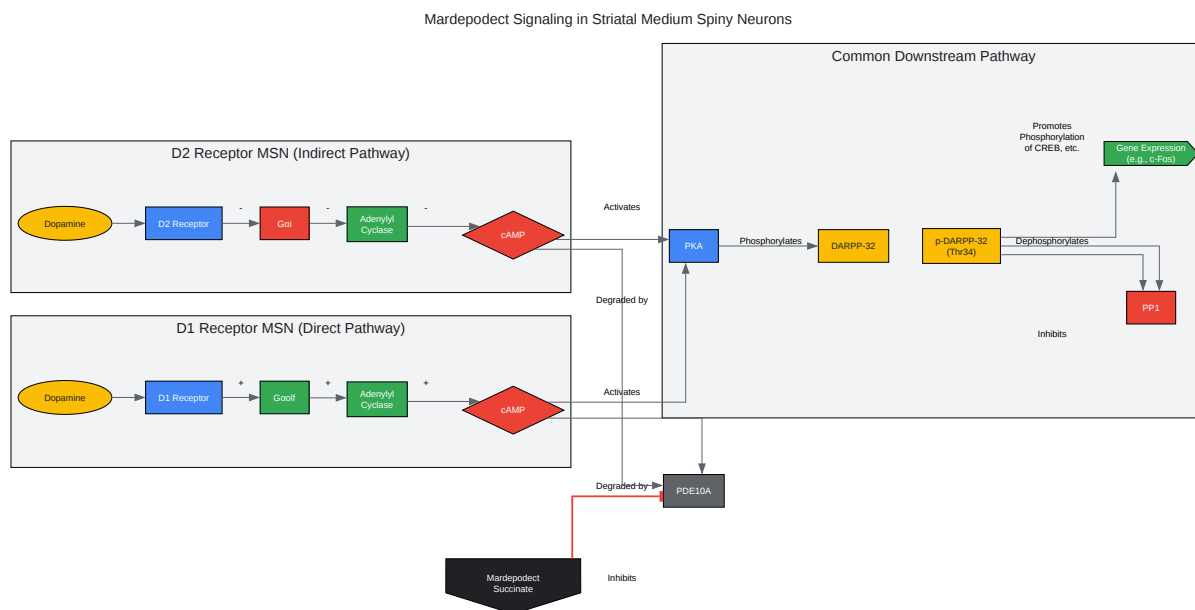 Mardepodect Signaling in Striatal Medium Spiny Neurons
Common Downstream Pathway
Promotes
Phosphorylation
of CREB, etc.
Gene Expression
(e.g., c-Fos)
D2 Receptor MSN (Indirect Pathway)
Dopamine
D2 Receptor
-
Gαi
-
Adenylyl
Cyclase
-
cAMP
Activates
PKA
Phosphorylates
DARPP-32
p-DARPP-32
(Thr34)
Dephosphorylates
Degraded by
PP1
Inhibits
D1 Receptor MSN (Direct Pathway)
Dopamine
D1 Receptor
+
Gαolf
+
Adenylyl
Cyclase
+
cAMP
Activates
Degraded by
PDE10A
Mardepodect
Succinate
Inhibits